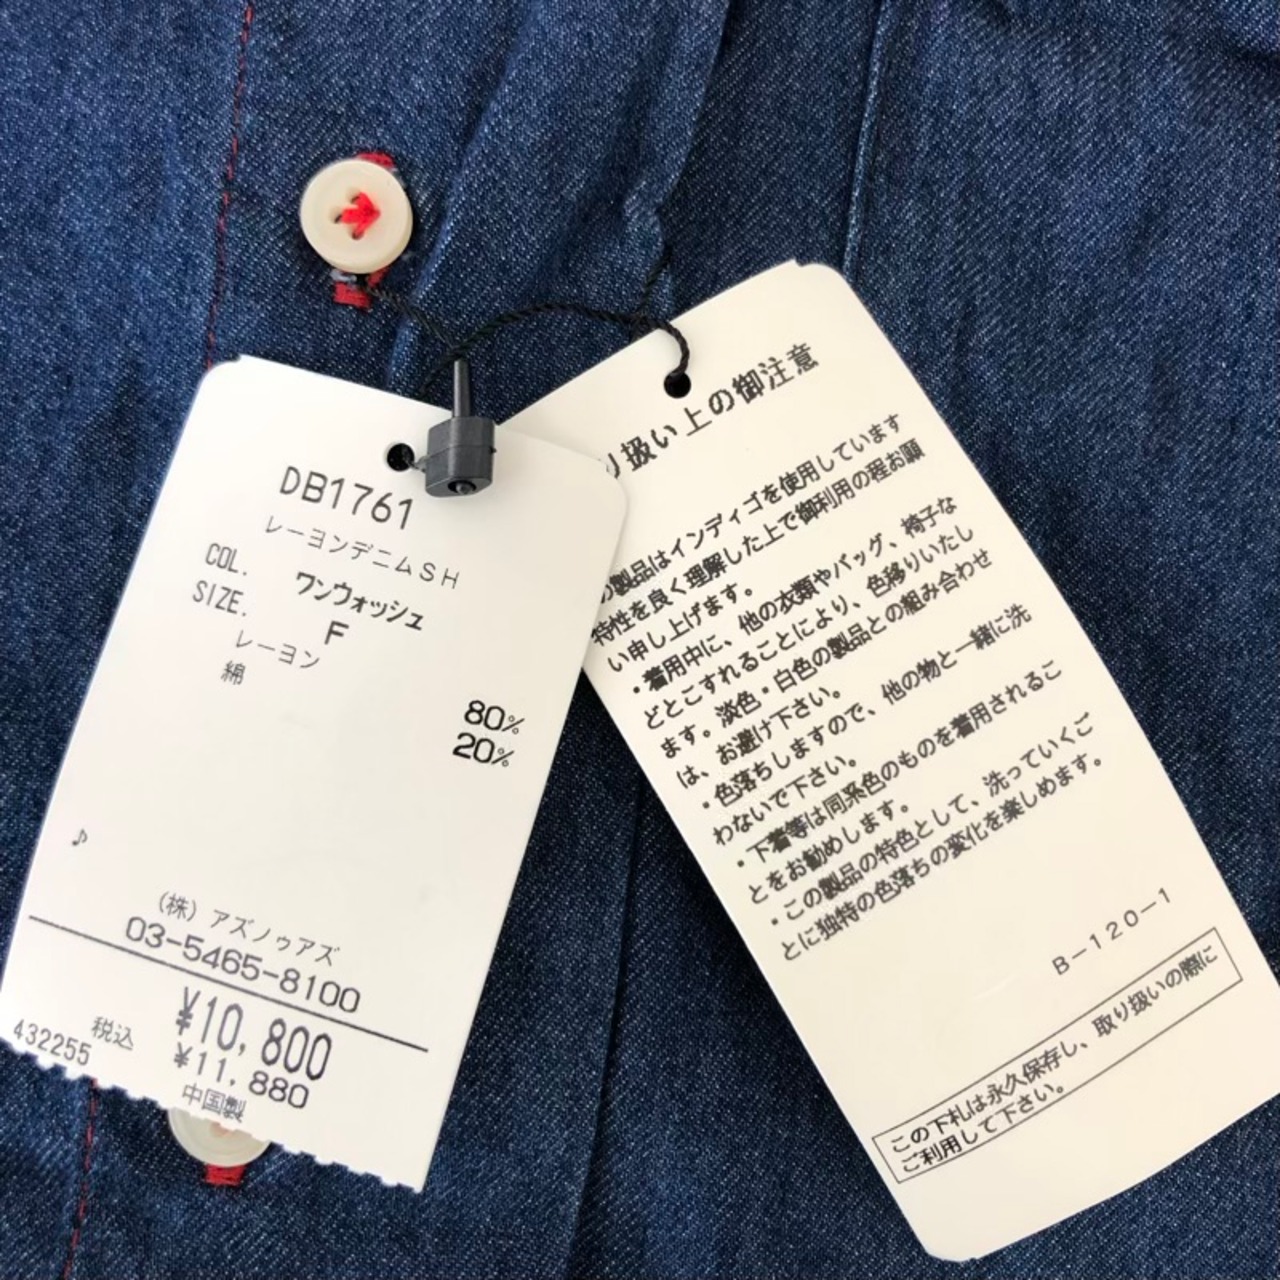 DB1761
レーヨンデニムSH
COL. ワンウォッシュ
SIZE. F
レーヨン 80%
綿 20%
♪
(株)アズノゥアズ
03-5465-8100
¥10,800
税込 ¥11,880
432255
中国製
り扱い上の御注意
の製品はインディゴを使用しています
特性を良く理解した上で御利用の程お願
い申し上げます。
・着用中に、他の衣類やバッグ、椅子な
どとこすれることにより、色移りいたし
ます。淡色・白色の製品との組み合わせ
は、お避け下さい。
・色落ちしますので、他の物と一緒に洗
わないで下さい。
・下着等は同系色のものを着用されるこ
とをお勧めします。
・この製品の特色として、洗っていくご
とに独特の色落ちの変化を楽しめます。
B-120-1
この下札は永久保存し、取り扱いの際に
ご利用して下さい。